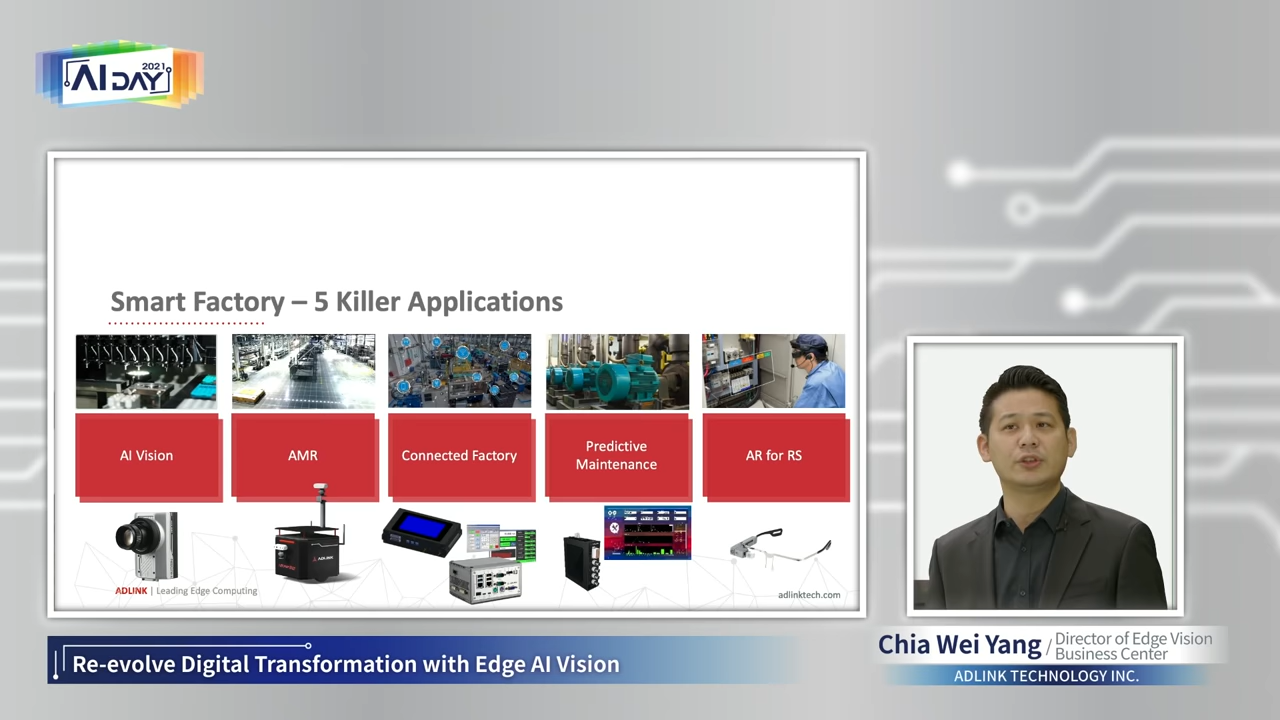 2021
AI DAY
Smart Factory – 5 Killer Applications
AI Vision
AMR
Connected Factory
Predictive
Maintenance
AR for RS
ADLINK | Leading Edge Computing
adlinktech.com
Re-evolve Digital Transformation with Edge AI Vision
Chia Wei Yang / Director of Edge Vision
Business Center
ADLINK TECHNOLOGY INC.